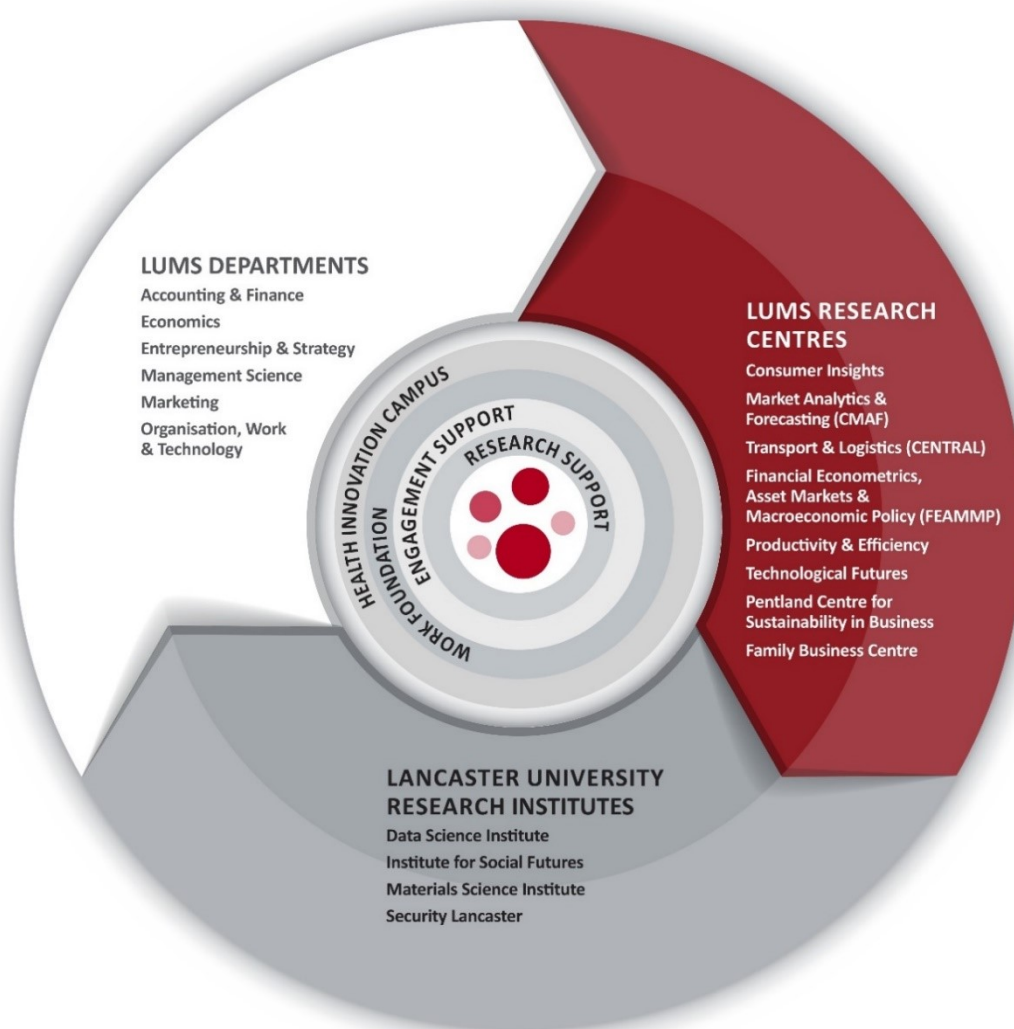 LUMS DEPARTMENTS
Accounting & Finance
Economics
Entrepreneurship & Strategy
Management Science
Marketing
Organisation, Work
& Technology
LUMS RESEARCH
CENTRES
Consumer Insights
Market Analytics &
Forecasting (CMAF)
Transport & Logistics (CENTRAL)
Financial Econometrics,
Asset Markets &
Macroeconomic Policy (FEAMMP)
Productivity & Efficiency
Technological Futures
Pentland Centre for
Sustainability in Business
Family Business Centre
HEALTH INNOVATION CAMPUS
WORK FOUNDATION
ENGAGEMENT SUPPORT
RESEARCH SUPPORT
LANCASTER UNIVERSITY
RESEARCH INSTITUTES
Data Science Institute
Institute for Social Futures
Materials Science Institute
Security Lancaster